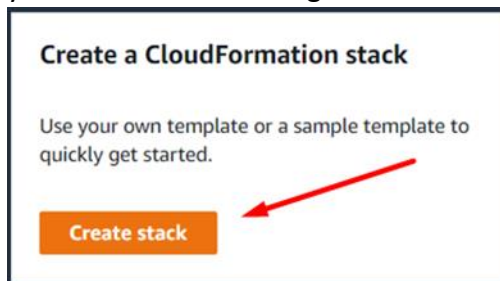 Create a CloudFormation stack
Use your own template or a sample template to
quickly get started.
Create stack